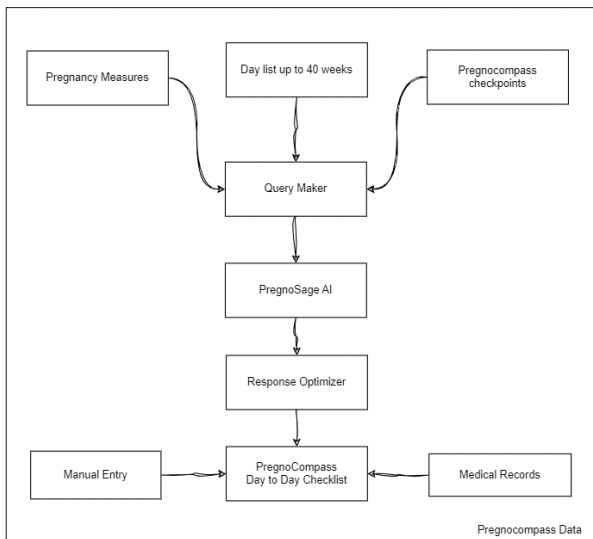 Pregnancy Measures
Day list up to 40 weeks
Pregnocompass
checkpoints
Query Maker
PregnoSage AI
Response Optimizer
Manual Entry
PregnoCompass
Day to Day Checklist
Medical Records
Pregnocompass Data